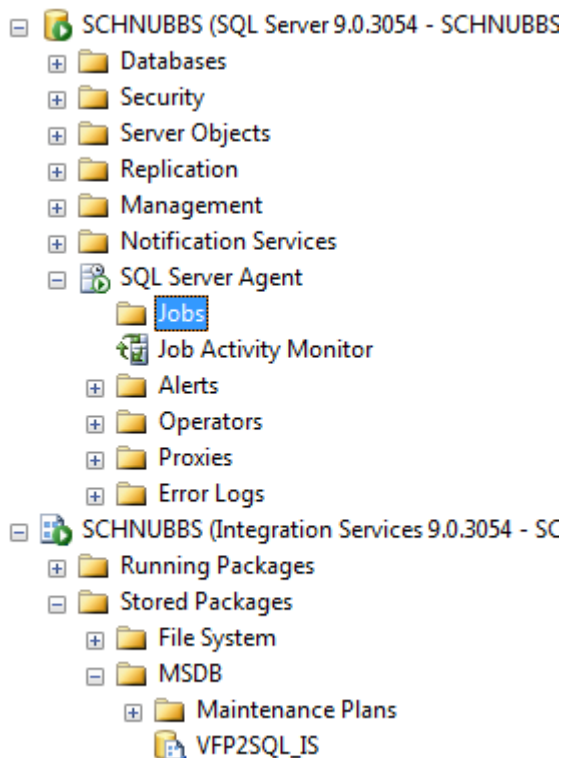 SCHNUBBS (SQL Server 9.0.3054 - SCHNUBBS
Databases
Security
Server Objects
Replication
Management
Notification Services
SQL Server Agent
Jobs
Job Activity Monitor
Alerts
Operators
Proxies
Error Logs
SCHNUBBS (Integration Services 9.0.3054 - SC
Running Packages
Stored Packages
File System
MSDB
Maintenance Plans
VFP2SQL_IS